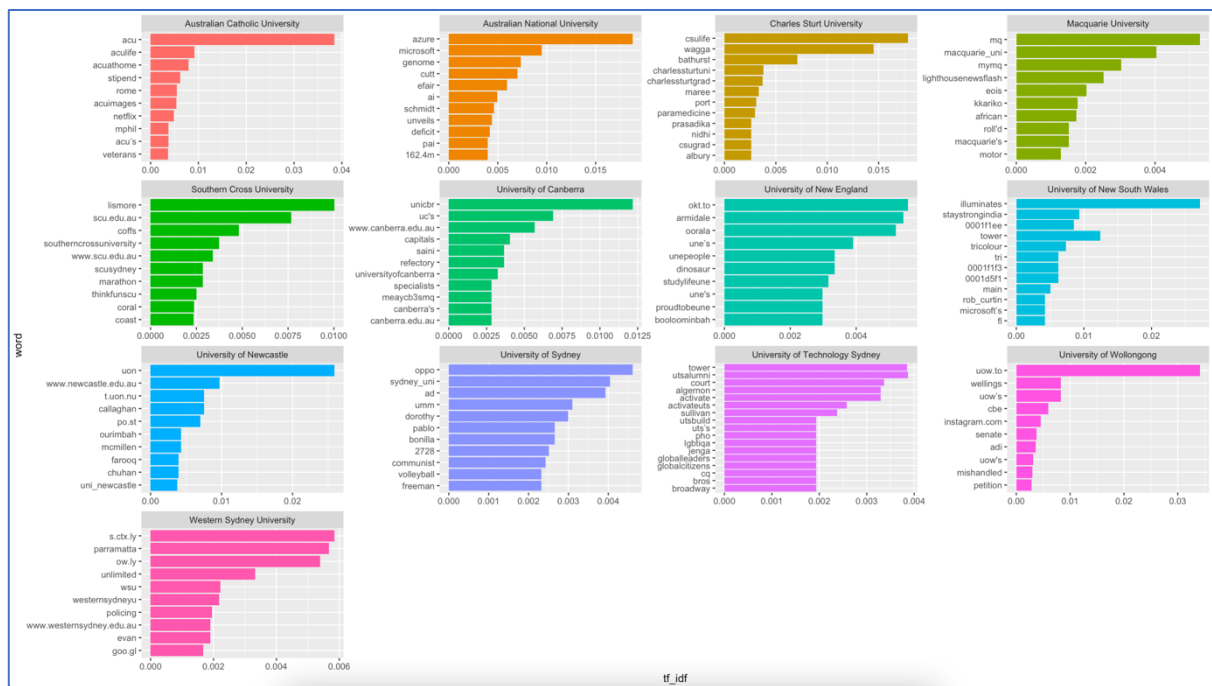 Australian Catholic University
acu
aculife
acuathome
stipend
rome
acuimages
netflix
mphil
acu's
veterans
0.00 0.01 0.02 0.03 0.04
Australian National University
azure
microsoft
genome
cutt
efair
ai
schmidt
unveils
deficit
pai
162.4m
0.000 0.005 0.010 0.015
Charles Sturt University
csulife
wagga
bathurst
charlessturtuni
charlessturtgrad
maree
port
paramedicine
prasadika
nidhi
csugrad
albury
0.000 0.005 0.010 0.015
Macquarie University
mq
macquarie_uni
mymq
lighthousenewsflash
eois
kkariko
african
roll'd
macquarie's
motor
0.000 0.002 0.004
Southern Cross University
lismore
scu.edu.au
coffs
southerncrossuniversity
www.scu.edu.au
scusydney
marathon
thinkfunscu
coral
coast
0.0000 0.0025 0.0050 0.0075 0.0100
University of Canberra
unicbr
uc's
www.canberra.edu.au
capitals
saini
refectory
universityofcanberra
specialists
meaycb3smq
canberra's
canberra.edu.au
0.0000 0.0025 0.0050 0.0075 0.0100 0.0125
University of New England
okt.to
armidale
oorala
une's
unepeople
dinosaur
studylifeune
une's
proudtobeune
booloominbah
0.000 0.002 0.004
University of New South Wales
illuminates
staystrongindia
0001f1ee
tower
tricolour
tri
0001f1f3
0001d5f1
main
rob_curtin
microsoft's
fl
0.00 0.01 0.02
word
University of Newcastle
uon
www.newcastle.edu.au
t.uon.nu
callaghan
po.st
ourimbah
mcmillen
farooq
chuhan
uni_newcastle
0.00 0.01 0.02
University of Sydney
oppo
sydney_uni
ad
umm
dorothy
pablo
bonilla
2728
communist
volleyball
freeman
0.000 0.001 0.002 0.003 0.004
University of Technology Sydney
tower
utsalumni
court
algernon
activate
activateuts
sullivan
utsbuild
uts's
pho
lgbtiqa
jenga
globalleaders
globalcitizens
cq
bros
broadway
0.000 0.001 0.002 0.003 0.004
University of Wollongong
uow.to
wellings
uow's
cbe
instagram.com
senate
adi
uow's
mishandled
petition
0.00 0.01 0.02 0.03
Western Sydney University
s.ctx.ly
parramatta
ow.ly
unlimited
wsu
westernsydneyu
policing
www.westernsydney.edu.au
evan
goo.gl
0.000 0.002 0.004 0.006
tf_idf